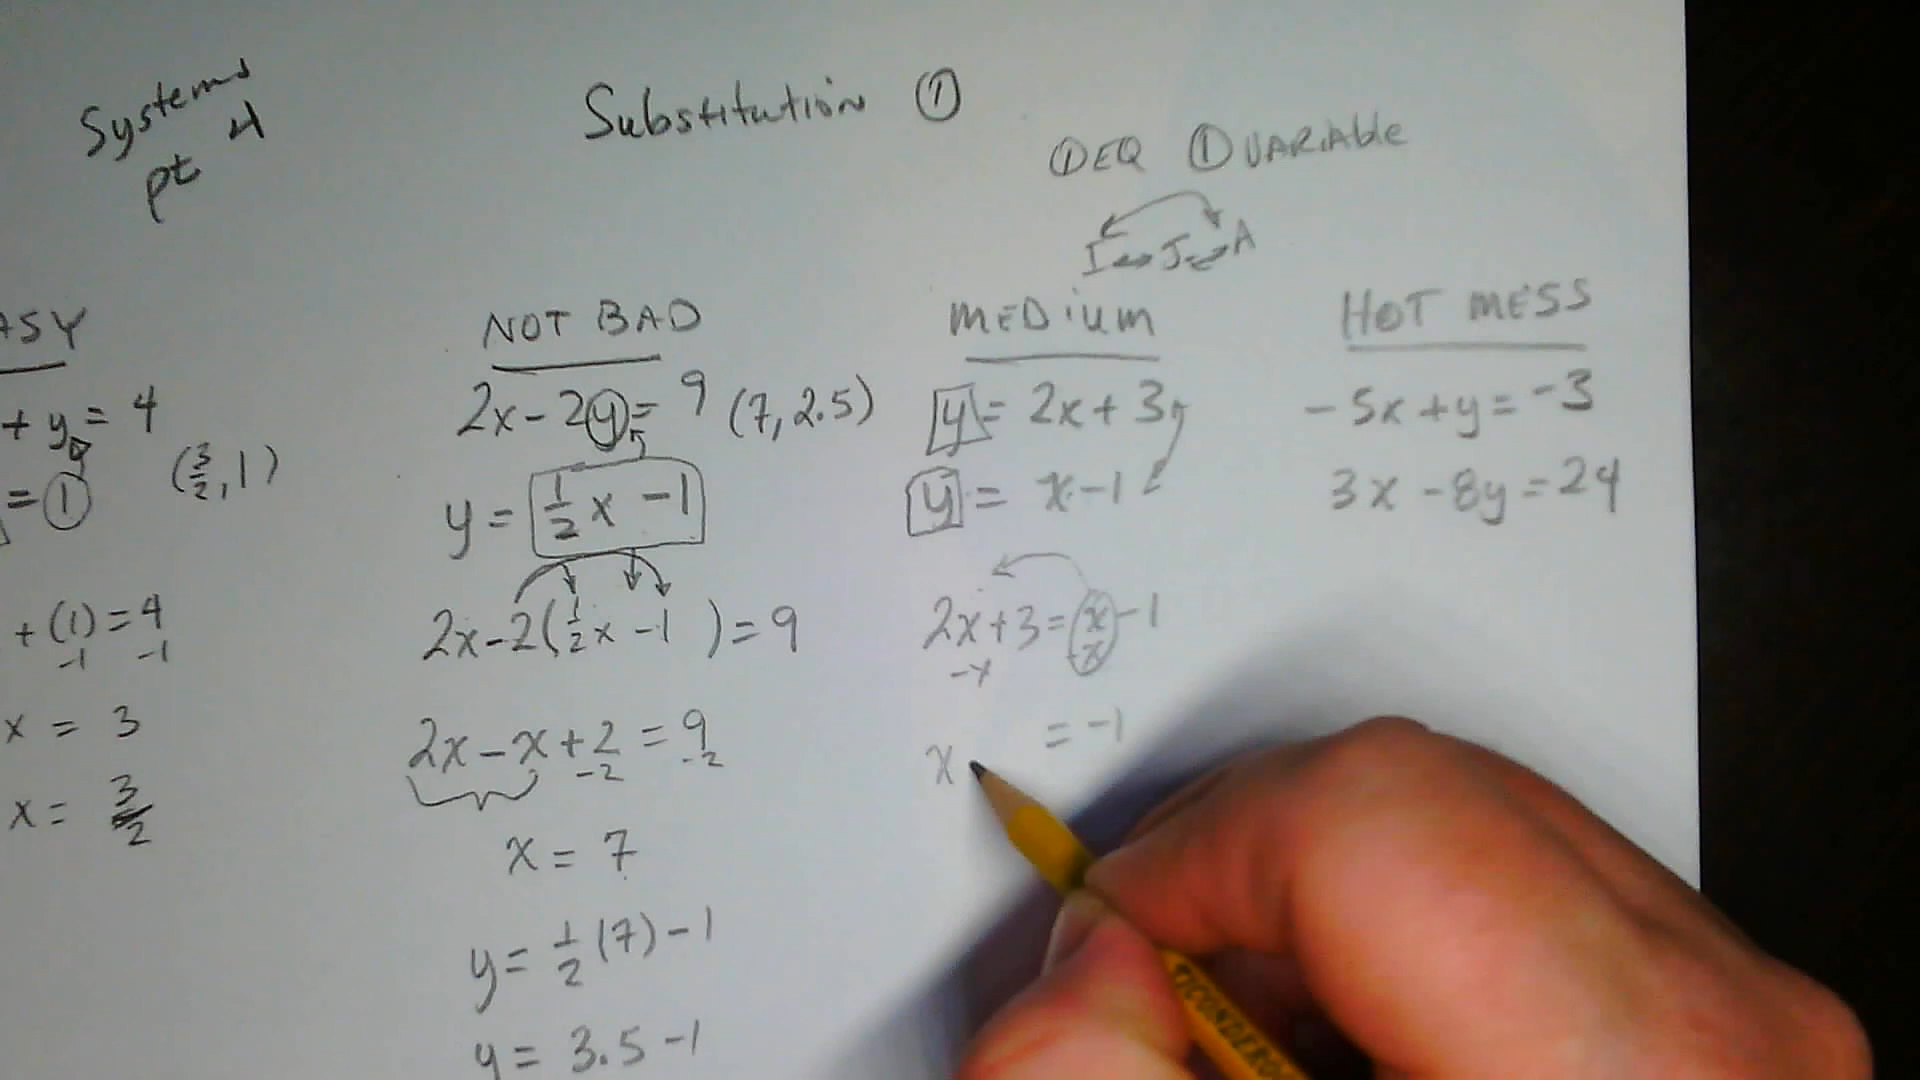 Systems
pt 4
Substitution ①
① EQ ① VARIABLE
I ↔ J ↔ A
ASY
+ y = 4
= 1
(3/2, 1)
+ (1) = 4
-1 -1
x = 3
x = 3/2
NOT BAD
2x - 2y = 9 (7, 2.5)
y = 1/2 x - 1
2x - 2(1/2 x - 1 ) = 9
2x - x + 2 = 9
-2 -2
x = 7
y = 1/2 (7) - 1
y = 3.5 - 1
MEDiUM
y = 2x + 3
y = x - 1
2x + 3 = x - 1
-x -x
x = -1
HOT MESS
-5x + y = -3
3x - 8y = 24
TICONDERO